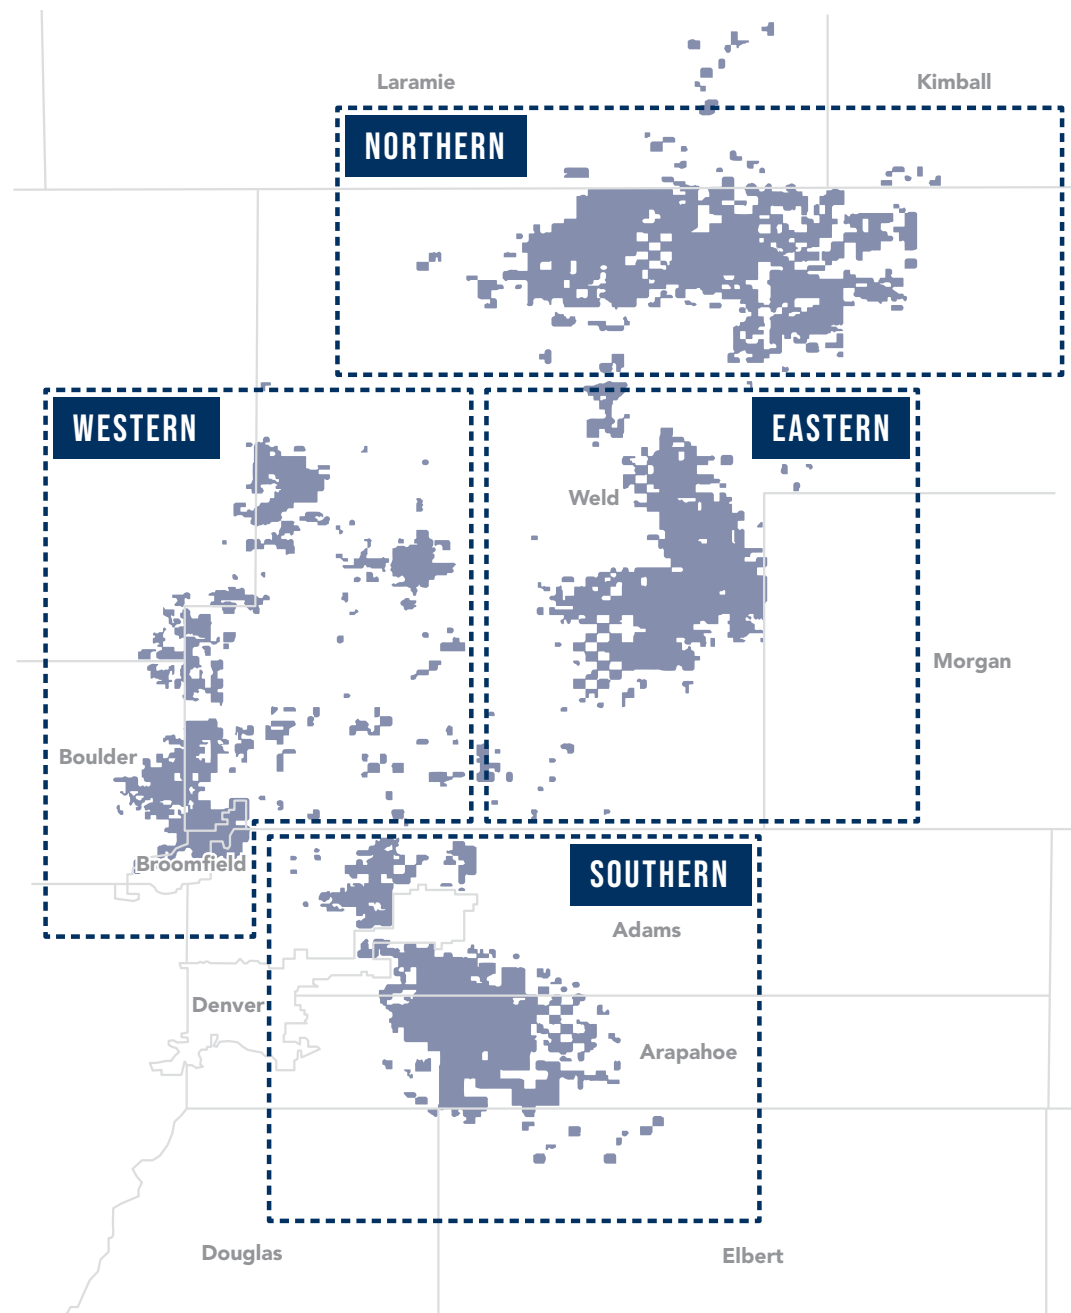 Laramie
Kimball
NORTHERN
WESTERN
EASTERN
Weld
Morgan
Boulder
Broomfield
SOUTHERN
Adams
Denver
Arapahoe
Douglas
Elbert